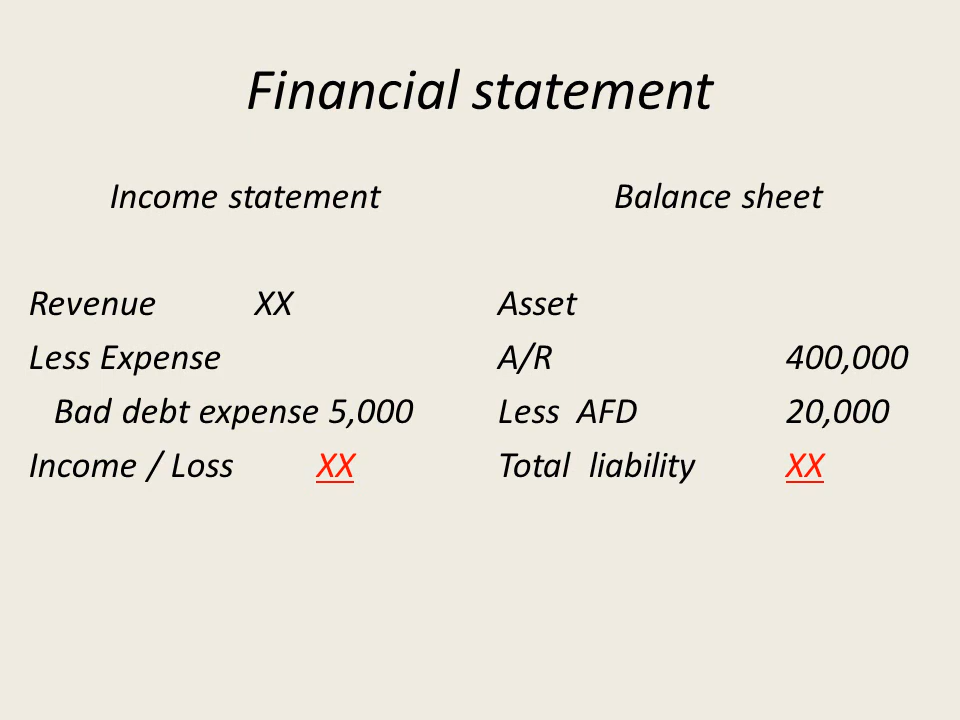 Financial statement
Income statement
Revenue XX
Less Expense
Bad debt expense 5,000
Income / Loss XX
Balance sheet
Asset
A/R 400,000
Less AFD 20,000
Total liability XX